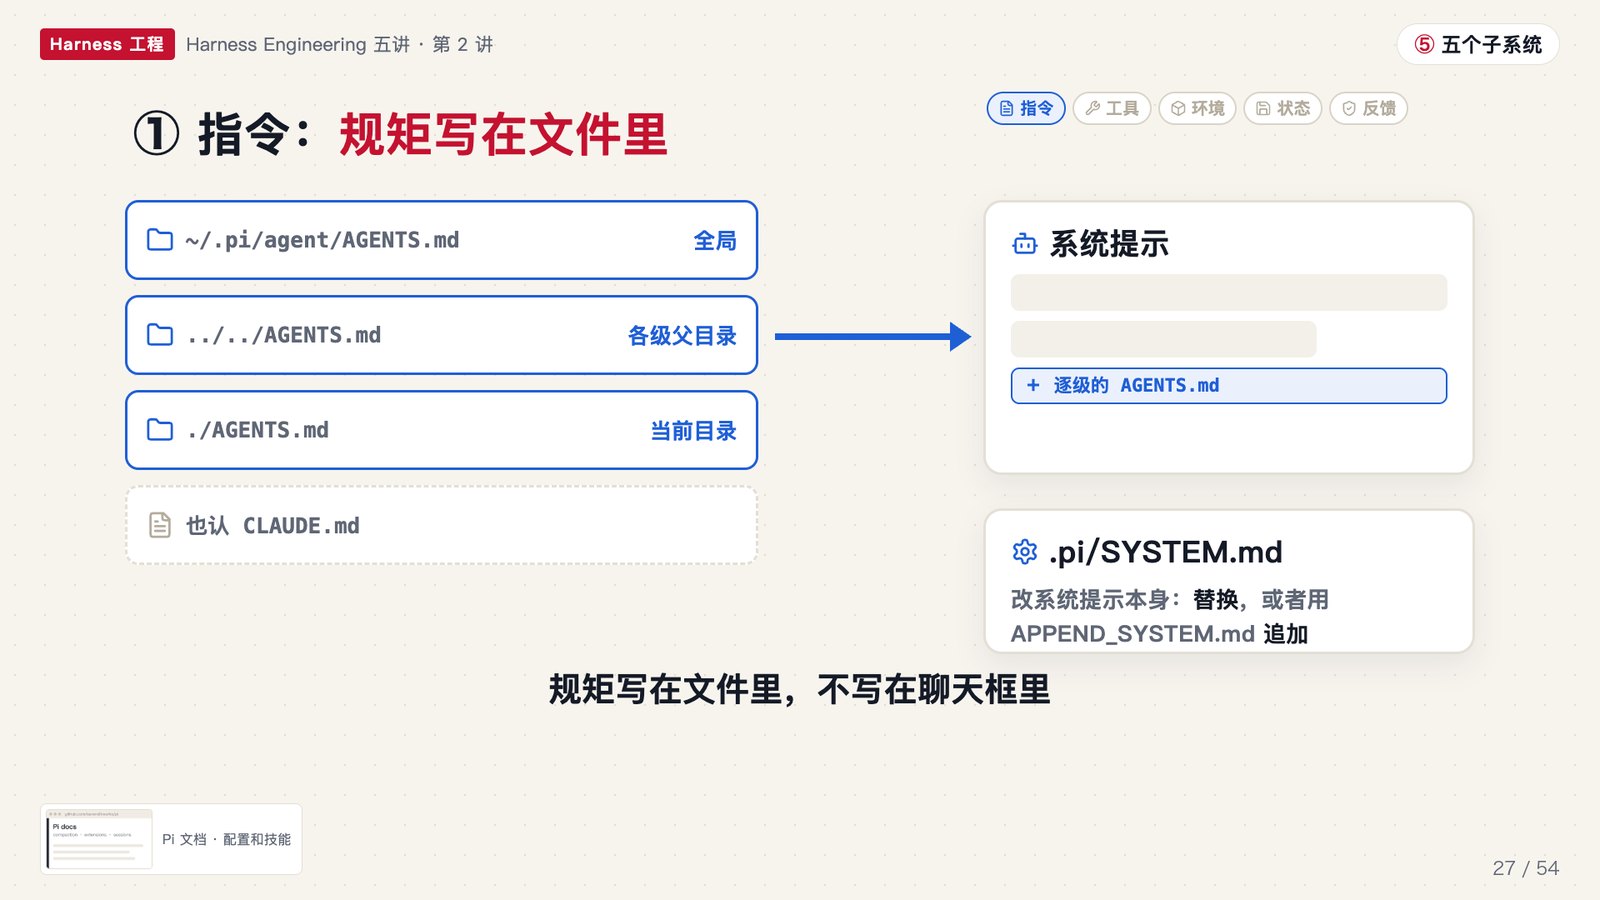 Harness 工程 Harness Engineering 五讲 · 第 2 讲
⑤ 五个子系统
① 指令：规矩写在文件里
指令 工具 环境 状态 反馈
~/.pi/agent/AGENTS.md 全局
../../AGENTS.md 各级父目录
./AGENTS.md 当前目录
也认 CLAUDE.md
系统提示
+ 逐级的 AGENTS.md
.pi/SYSTEM.md
改系统提示本身：替换，或者用
APPEND_SYSTEM.md 追加
规矩写在文件里，不写在聊天框里
Pi docs
Pi 文档 · 配置和技能
27 / 54